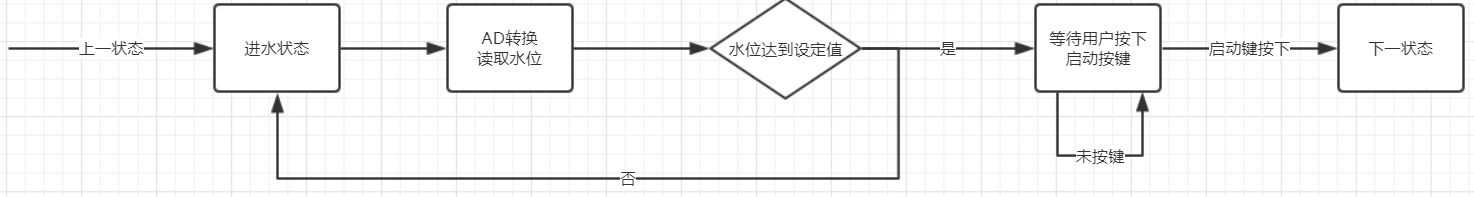 上一状态
进水状态
AD转换
读取水位
水位达到设定值
是
等待用户按下
启动按键
启动键按下
下一状态
未按键
否